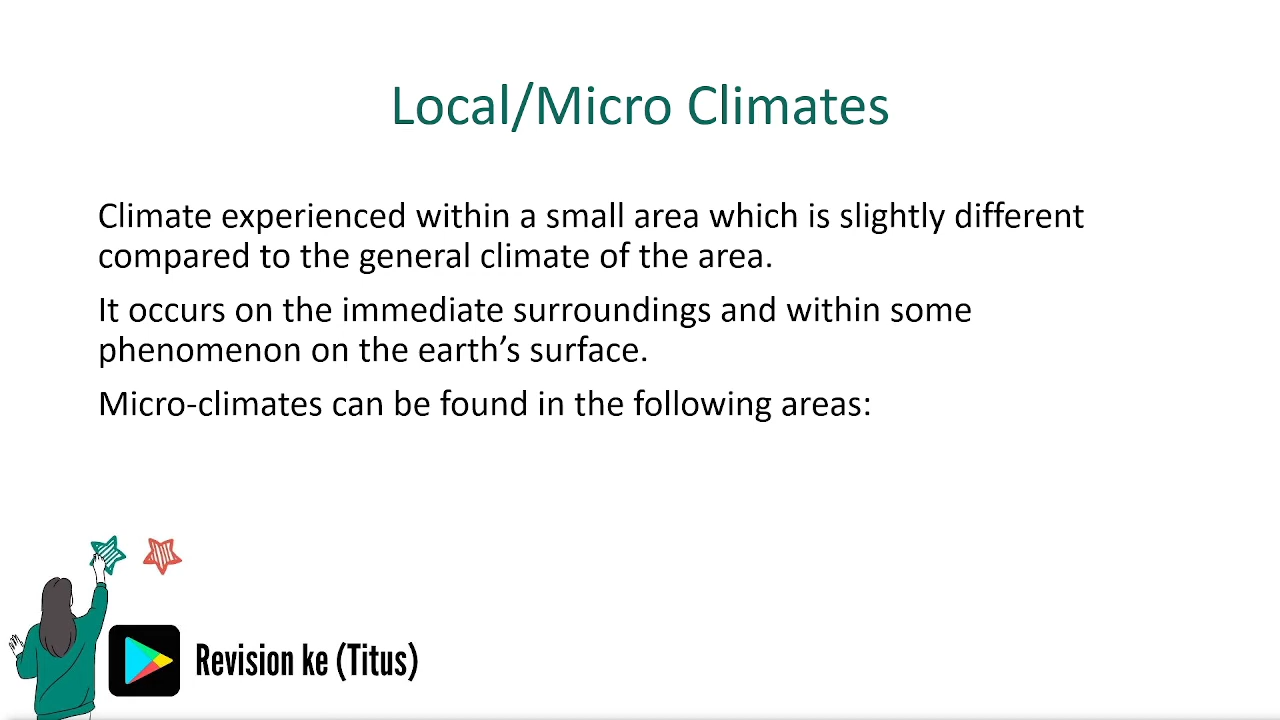 Local/Micro Climates
Climate experienced within a small area which is slightly different
compared to the general climate of the area.
It occurs on the immediate surroundings and within some
phenomenon on the earth’s surface.
Micro-climates can be found in the following areas:
Revision ke (Titus)